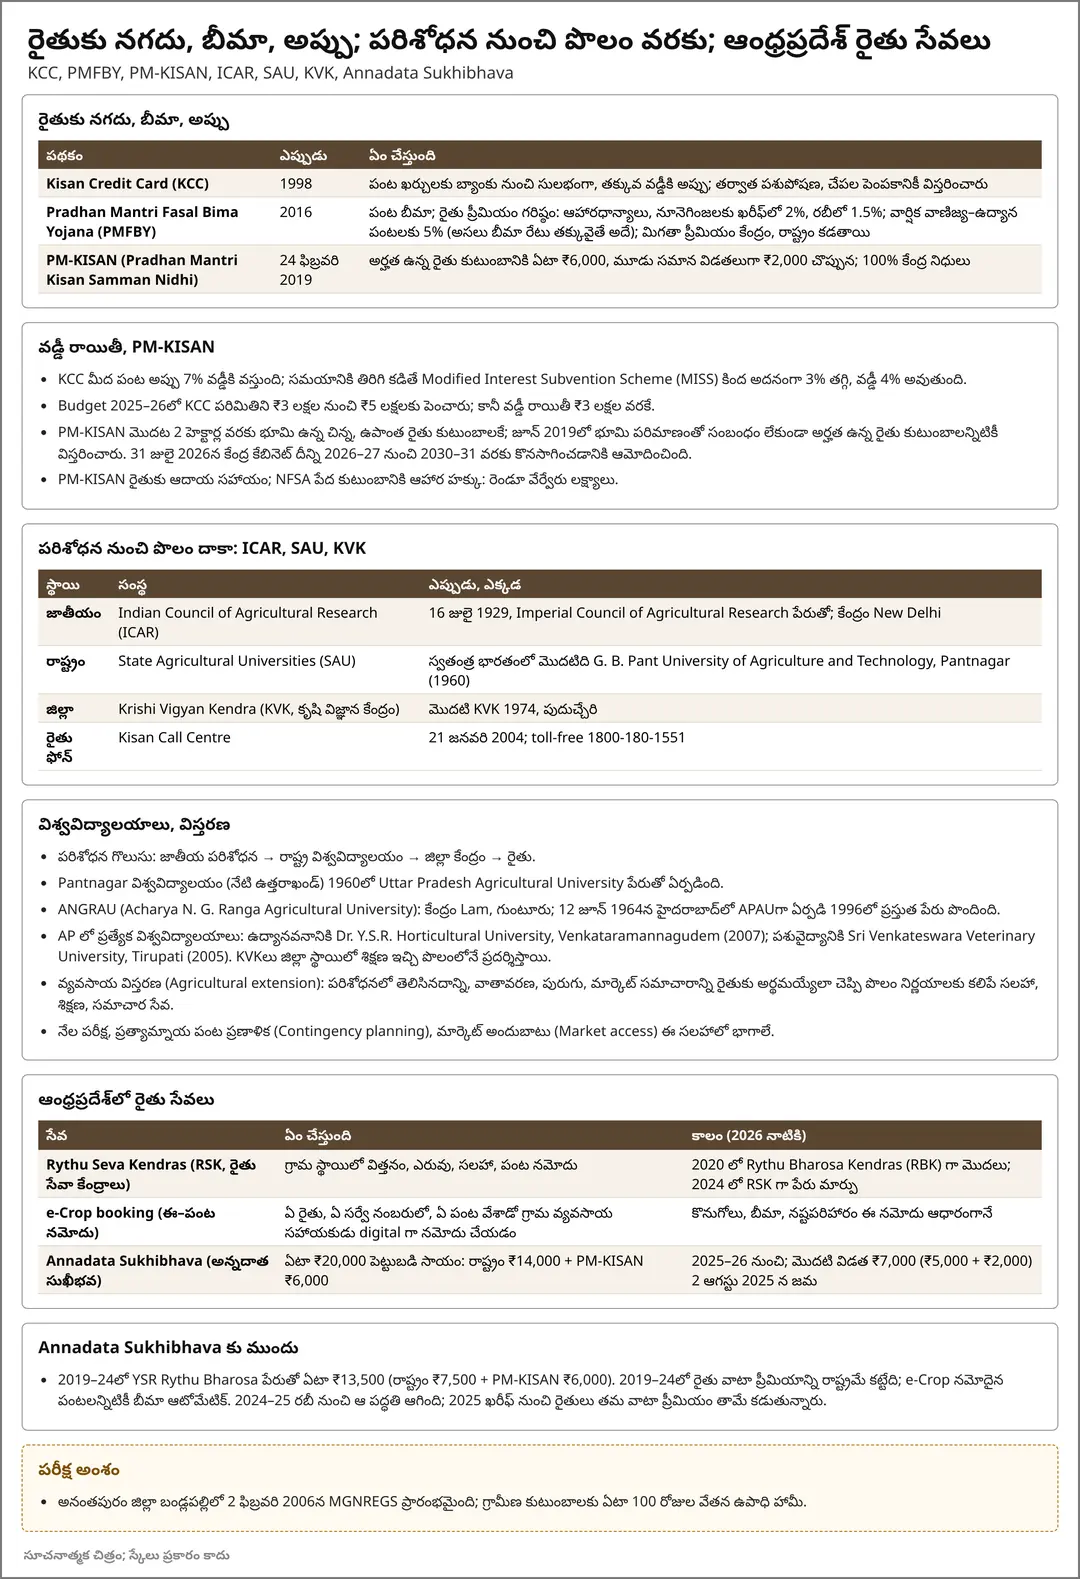 రైతుకు నగదు, బీమా, అప్పు; పరిశోధన నుంచి పొలం వరకు; ఆంధ్రప్రదేశ్ రైతు సేవలు
KCC, PMFBY, PM-KISAN, ICAR, SAU, KVK, Annadata Sukhibhava
రైతుకు నగదు, బీమా, అప్పు
పథకం ఎప్పుడు ఏం చేస్తుంది
Kisan Credit Card (KCC) 1998 పంట ఖర్చులకు బ్యాంకు నుంచి సులభంగా, తక్కువ వడ్డీకి అప్పు; తర్వాత పశుపోషణ, చేపల పెంపకానికీ విస్తరించారు
Pradhan Mantri Fasal Bima 2016 పంట బీమా; రైతు ప్రీమియం గరిష్ఠం: ఆహారధాన్యాలు, నూనెగింజలకు ఖరీఫ్‌లో 2%, రబీలో 1.5%; వార్షిక వాణిజ్య–ఉద్యాన
Yojana (PMFBY) పంటలకు 5% (అసలు బీమా రేటు తక్కువైతే అదే); మిగతా ప్రీమియం కేంద్రం, రాష్ట్రం కడతాయి
PM-KISAN (Pradhan Mantri 24 ఫిబ్రవరి అర్హత ఉన్న రైతు కుటుంబానికి ఏటా ₹6,000, మూడు సమాన విడతలుగా ₹2,000 చొప్పున; 100% కేంద్ర నిధులు
Kisan Samman Nidhi) 2019
వడ్డీ రాయితీ, PM-KISAN
• KCC మీద పంట అప్పు 7% వడ్డీకి వస్తుంది; సమయానికి తిరిగి కడితే Modified Interest Subvention Scheme (MISS) కింద అదనంగా 3% తగ్గి, వడ్డీ 4% అవుతుంది.
• Budget 2025–26లో KCC పరిమితిని ₹3 లక్షల నుంచి ₹5 లక్షలకు పెంచారు; కానీ వడ్డీ రాయితీ ₹3 లక్షల వరకే.
• PM-KISAN మొదట 2 హెక్టార్ల వరకు భూమి ఉన్న చిన్న, ఉపాంత రైతు కుటుంబాలకే; జూన్ 2019లో భూమి పరిమాణంతో సంబంధం లేకుండా అర్హత ఉన్న రైతు కుటుంబాలన్నిటికీ
విస్తరించారు. 31 జులై 2026న కేంద్ర కేబినెట్ దీన్ని 2026–27 నుంచి 2030–31 వరకు కొనసాగించడానికి ఆమోదించింది.
• PM-KISAN రైతుకు ఆదాయ సహాయం; NFSA పేద కుటుంబానికి ఆహార హక్కు: రెండూ వేర్వేరు లక్ష్యాలు.
పరిశోధన నుంచి పొలం దాకా: ICAR, SAU, KVK
స్థాయి సంస్థ ఎప్పుడు, ఎక్కడ
జాతీయం Indian Council of Agricultural Research 16 జులై 1929, Imperial Council of Agricultural Research పేరుతో; కేంద్రం New Delhi
(ICAR)
రాష్ట్రం State Agricultural Universities (SAU) స్వతంత్ర భారతంలో మొదటిది G. B. Pant University of Agriculture and Technology, Pantnagar
(1960)
జిల్లా Krishi Vigyan Kendra (KVK, కృషి విజ్ఞాన కేంద్రం) మొదటి KVK 1974, పుదుచ్చేరి
రైతు Kisan Call Centre 21 జనవరి 2004; toll-free 1800-180-1551
ఫోన్
విశ్వవిద్యాలయాలు, విస్తరణ
• పరిశోధన గొలుసు: జాతీయ పరిశోధన → రాష్ట్ర విశ్వవిద్యాలయం → జిల్లా కేంద్రం → రైతు.
• Pantnagar విశ్వవిద్యాలయం (నేటి ఉత్తరాఖండ్) 1960లో Uttar Pradesh Agricultural University పేరుతో ఏర్పడింది.
• ANGRAU (Acharya N. G. Ranga Agricultural University): కేంద్రం Lam, గుంటూరు; 12 జూన్ 1964న హైదరాబాద్‌లో APAUగా ఏర్పడి 1996లో ప్రస్తుత పేరు పొందింది.
• AP లో ప్రత్యేక విశ్వవిద్యాలయాలు: ఉద్యానవనానికి Dr. Y.S.R. Horticultural University, Venkataramannagudem (2007); పశువైద్యానికి Sri Venkateswara Veterinary
University, Tirupati (2005). KVKలు జిల్లా స్థాయిలో శిక్షణ ఇచ్చి పొలంలోనే ప్రదర్శిస్తాయి.
• వ్యవసాయ విస్తరణ (Agricultural extension): పరిశోధనలో తెలిసినదాన్ని, వాతావరణ, పురుగు, మార్కెట్ సమాచారాన్ని రైతుకు అర్థమయ్యేలా చెప్పి పొలం నిర్ణయాలకు కలిపే సలహా,
శిక్షణ, సమాచార సేవ.
• నేల పరీక్ష, ప్రత్యామ్నాయ పంట ప్రణాళిక (Contingency planning), మార్కెట్ అందుబాటు (Market access) ఈ సలహాలో భాగాలే.
ఆంధ్రప్రదేశ్‌లో రైతు సేవలు
సేవ ఏం చేస్తుంది కాలం (2026 నాటికి)
Rythu Seva Kendras (RSK, రైతు గ్రామ స్థాయిలో విత్తనం, ఎరువు, సలహా, పంట నమోదు 2020 లో Rythu Bharosa Kendras (RBK) గా మొదలు;
సేవా కేంద్రాలు) 2024 లో RSK గా పేరు మార్పు
e-Crop booking (ఈ–పంట ఏ రైతు, ఏ సర్వే నంబరులో, ఏ పంట వేశాడో గ్రామ వ్యవసాయ కొనుగోలు, బీమా, నష్టపరిహారం ఈ నమోదు ఆధారంగానే
నమోదు) సహాయకుడు digital గా నమోదు చేయడం
Annadata Sukhibhava (అన్నదాత ఏటా ₹20,000 పెట్టుబడి సాయం: రాష్ట్రం ₹14,000 + PM-KISAN 2025–26 నుంచి; మొదటి విడత ₹7,000 (₹5,000 + ₹2,000)
సుఖీభవ) ₹6,000 2 ఆగస్టు 2025 న జమ
Annadata Sukhibhava కు ముందు
• 2019–24లో YSR Rythu Bharosa పేరుతో ఏటా ₹13,500 (రాష్ట్రం ₹7,500 + PM-KISAN ₹6,000). 2019–24లో రైతు వాటా ప్రీమియాన్ని రాష్ట్రమే కట్టేది; e-Crop నమోదైన
పంటలన్నిటికీ బీమా ఆటోమేటిక్. 2024–25 రబీ నుంచి ఆ పద్ధతి ఆగింది; 2025 ఖరీఫ్ నుంచి రైతులు తమ వాటా ప్రీమియం తామే కడుతున్నారు.
పరీక్ష అంశం
• అనంతపురం జిల్లా బండ్లపల్లిలో 2 ఫిబ్రవరి 2006న MGNREGS ప్రారంభమైంది; గ్రామీణ కుటుంబాలకు ఏటా 100 రోజుల వేతన ఉపాధి హామీ.
సూచనాత్మక చిత్రం; స్కేలు ప్రకారం కాదు